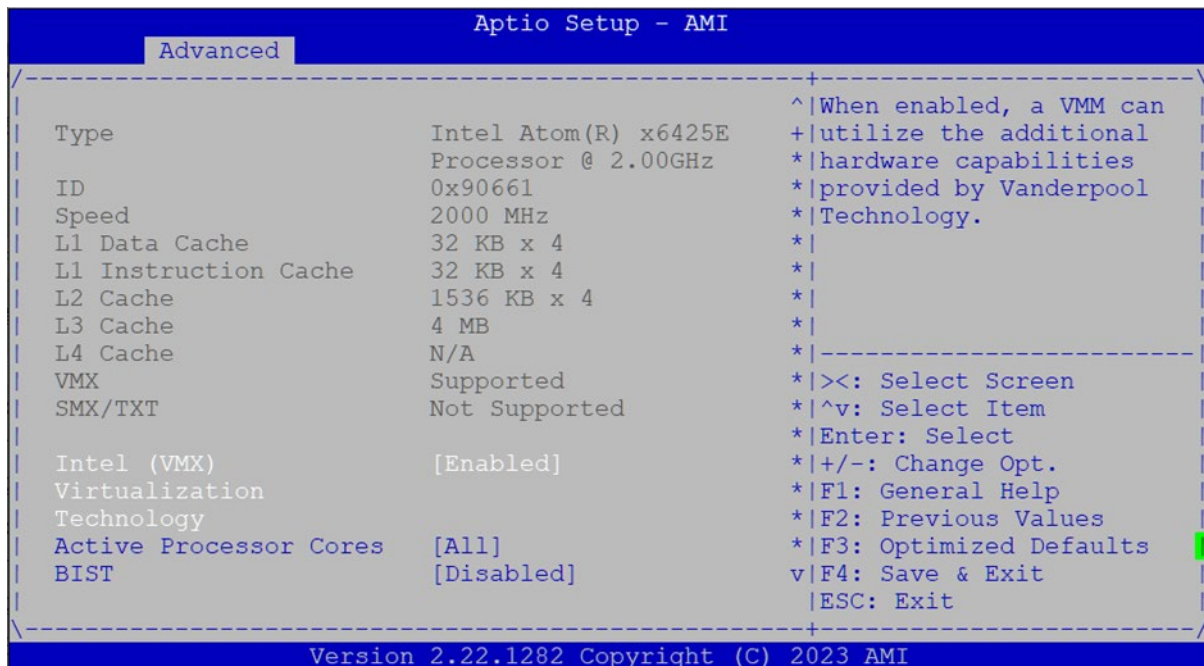 Aptio Setup - AMI
Advanced
/----------------------------------------------------+-------------------------\
| ^|When enabled, a VMM can |
| Type Intel Atom(R) x6425E +|utilize the additional |
| Processor @ 2.00GHz *|hardware capabilities |
| ID 0x90661 *|provided by Vanderpool |
| Speed 2000 MHz *|Technology. |
| L1 Data Cache 32 KB x 4 *| |
| L1 Instruction Cache 32 KB x 4 *| |
| L2 Cache 1536 KB x 4 *| |
| L3 Cache 4 MB *| |
| L4 Cache N/A *|-------------------------|
| VMX Supported *|><: Select Screen |
| SMX/TXT Not Supported *|^v: Select Item |
| *|Enter: Select |
| Intel (VMX) [Enabled] *|+/-: Change Opt. |
| Virtualization *|F1: General Help |
| Technology *|F2: Previous Values |
| Active Processor Cores [All] *|F3: Optimized Defaults |
| BIST [Disabled] v|F4: Save & Exit |
| |ESC: Exit |
\----------------------------------------------------+-------------------------/
Version 2.22.1282 Copyright (C) 2023 AMI